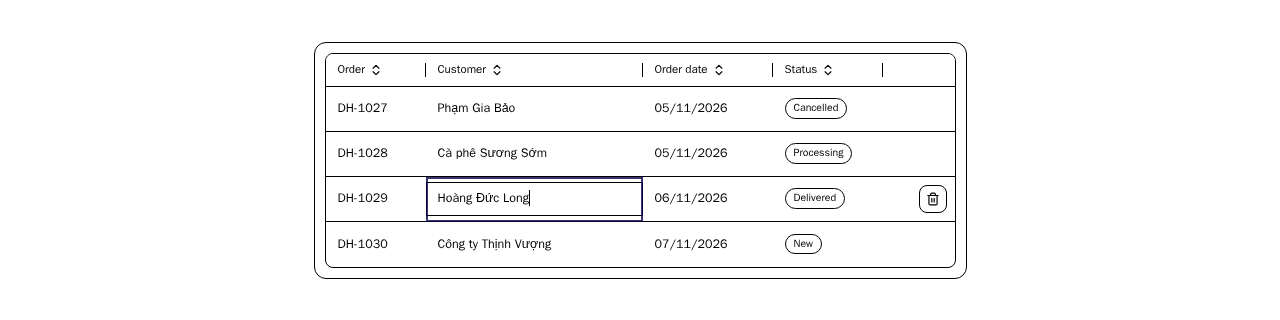 Order Customer Order date Status
DH-1027 Phạm Gia Bảo 05/11/2026 Cancelled
DH-1028 Cà phê Sương Sớm 05/11/2026 Processing
DH-1029 Hoàng Đức Long 06/11/2026 Delivered
DH-1030 Công ty Thịnh Vượng 07/11/2026 New